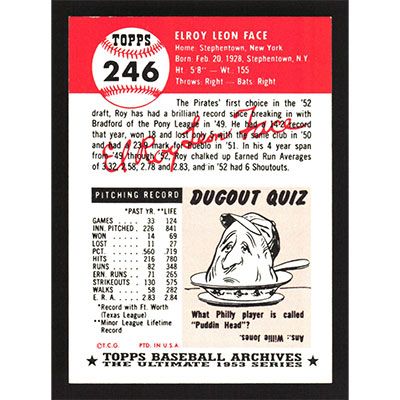 TOPPS
246
ELROY LEON FACE
Home: Stephentown, New York
Born: Feb. 20, 1928, Stephentown, N.Y.
Ht.: 5'8" — Wt.: 155
Throws: Right — Bats: Right
The Pirates' first choice in the '52
draft, Roy has had a brilliant record since breaking in with
Bradford of the Pony League in '49. He had a 14-2 record
that year, won 18 and lost only 5 with the same club in '50
and had a 23- mark for Pueblo in '51. In his 4 year span
from '49 through '52, Roy chalked up Earned Run Averages
of 3.32, 2.58, 2.78 and 2.83, and in '52 had 6 Shoutouts.
ElRoy Leon Face
PITCHING RECORD
*PAST YR. **LIFE
GAMES 33 124
INN. PITCHED 226 841
WON 14 69
LOST 11 27
PCT. .560 .719
HITS 172 682
RUNS 82 348
ERN. RUNS 71 265
STRIKEOUTS 130 575
WALKS 58 282
E. R. A. 2.83 2.84
*Record with Ft. Worth
(Texas League)
**Minor League Lifetime
Record
©T.C.G. PTD. IN U.S.A.
DUGOUT QUIZ
What Philly player is called
"Puddin Head"?
Ans.: Willie Jones.
★ TOPPS BASEBALL ARCHIVES ★
THE ULTIMATE 1953 SERIES